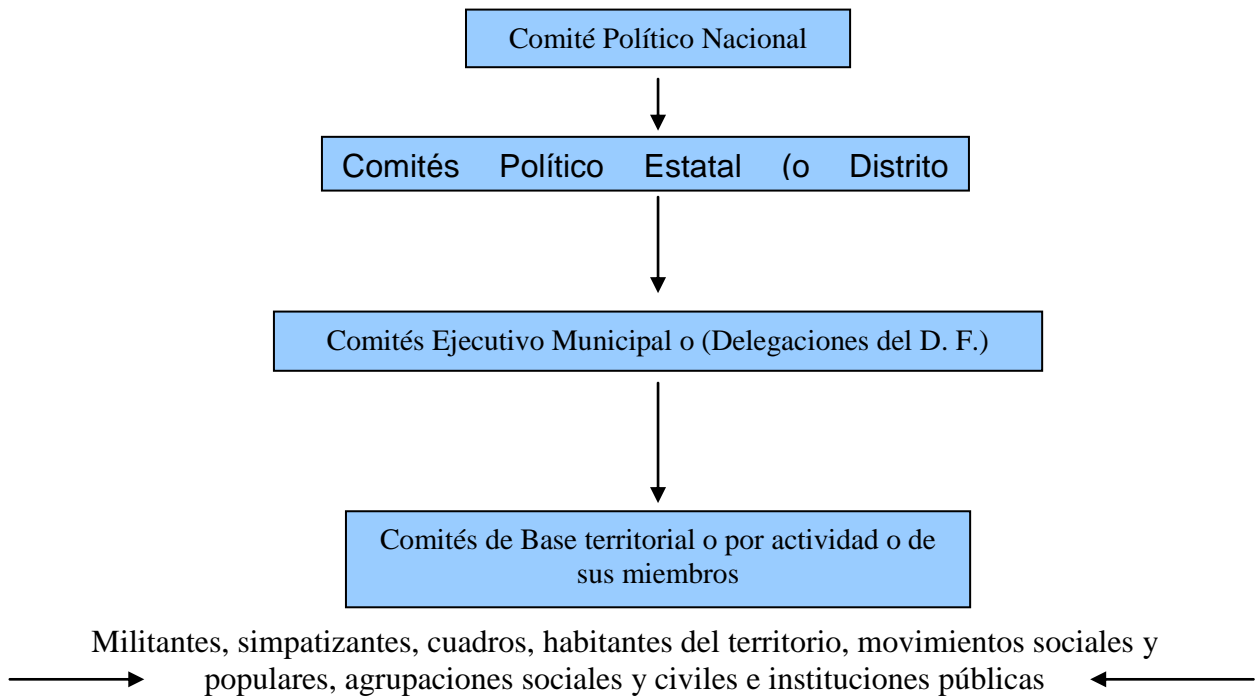 Comité Político Nacional
Comités Político Estatal (o Distrito
Comités Ejecutivo Municipal o (Delegaciones del D. F.)
Comités de Base territorial o por actividad o de
sus miembros
Militantes, simpatizantes, cuadros, habitantes del territorio, movimientos sociales y
populares, agrupaciones sociales y civiles e instituciones públicas